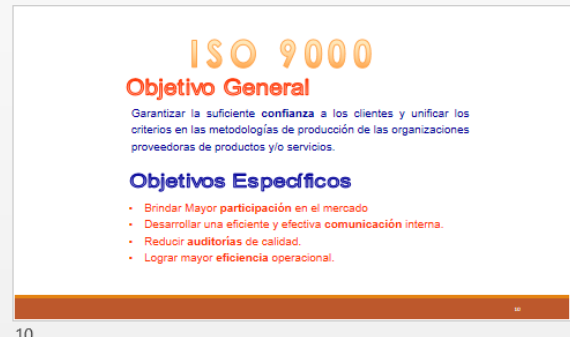 ISO 9000
Objetivo General
Garantizar la suficiente confianza a los clientes y unificar los
criterios en las metodologías de producción de las organizaciones
proveedoras de productos y/o servicios.
Objetivos Específicos
• Brindar Mayor participación en el mercado
• Desarrollar una eficiente y efectiva comunicación interna.
• Reducir auditorías de calidad.
• Lograr mayor eficiencia operacional.
10
10